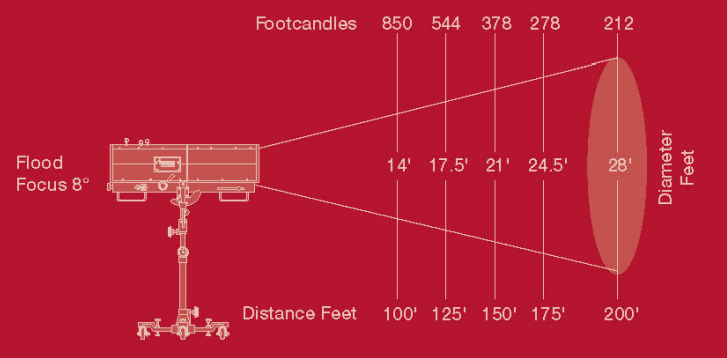 Footcandles 850 544 378 278 212
Flood
Focus 8°
14' 17.5' 21' 24.5' 28'
Diameter
Feet
Distance Feet 100' 125' 150' 175' 200'